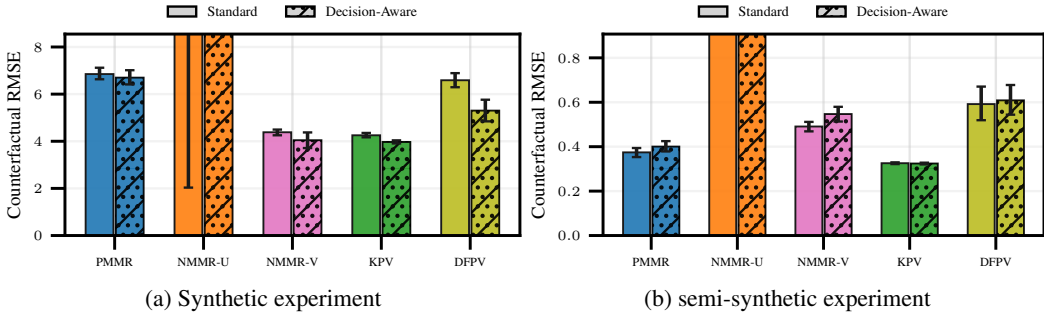 Standard Decision-Aware
Counterfactual RMSE
8
6
4
2
0
PMMR NMMR-U NMMR-V KPV DFPV
(a) Synthetic experiment
Standard Decision-Aware
Counterfactual RMSE
0.8
0.6
0.4
0.2
0.0
PMMR NMMR-U NMMR-V KPV DFPV
(b) semi-synthetic experiment